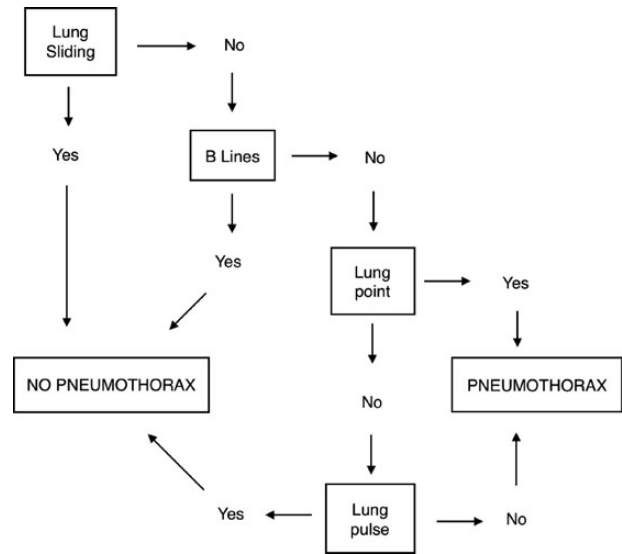 Lung
Sliding
No
Yes
B Lines
No
Yes
Lung
point
Yes
NO PNEUMOTHORAX
PNEUMOTHORAX
No
Yes
Lung
pulse
No